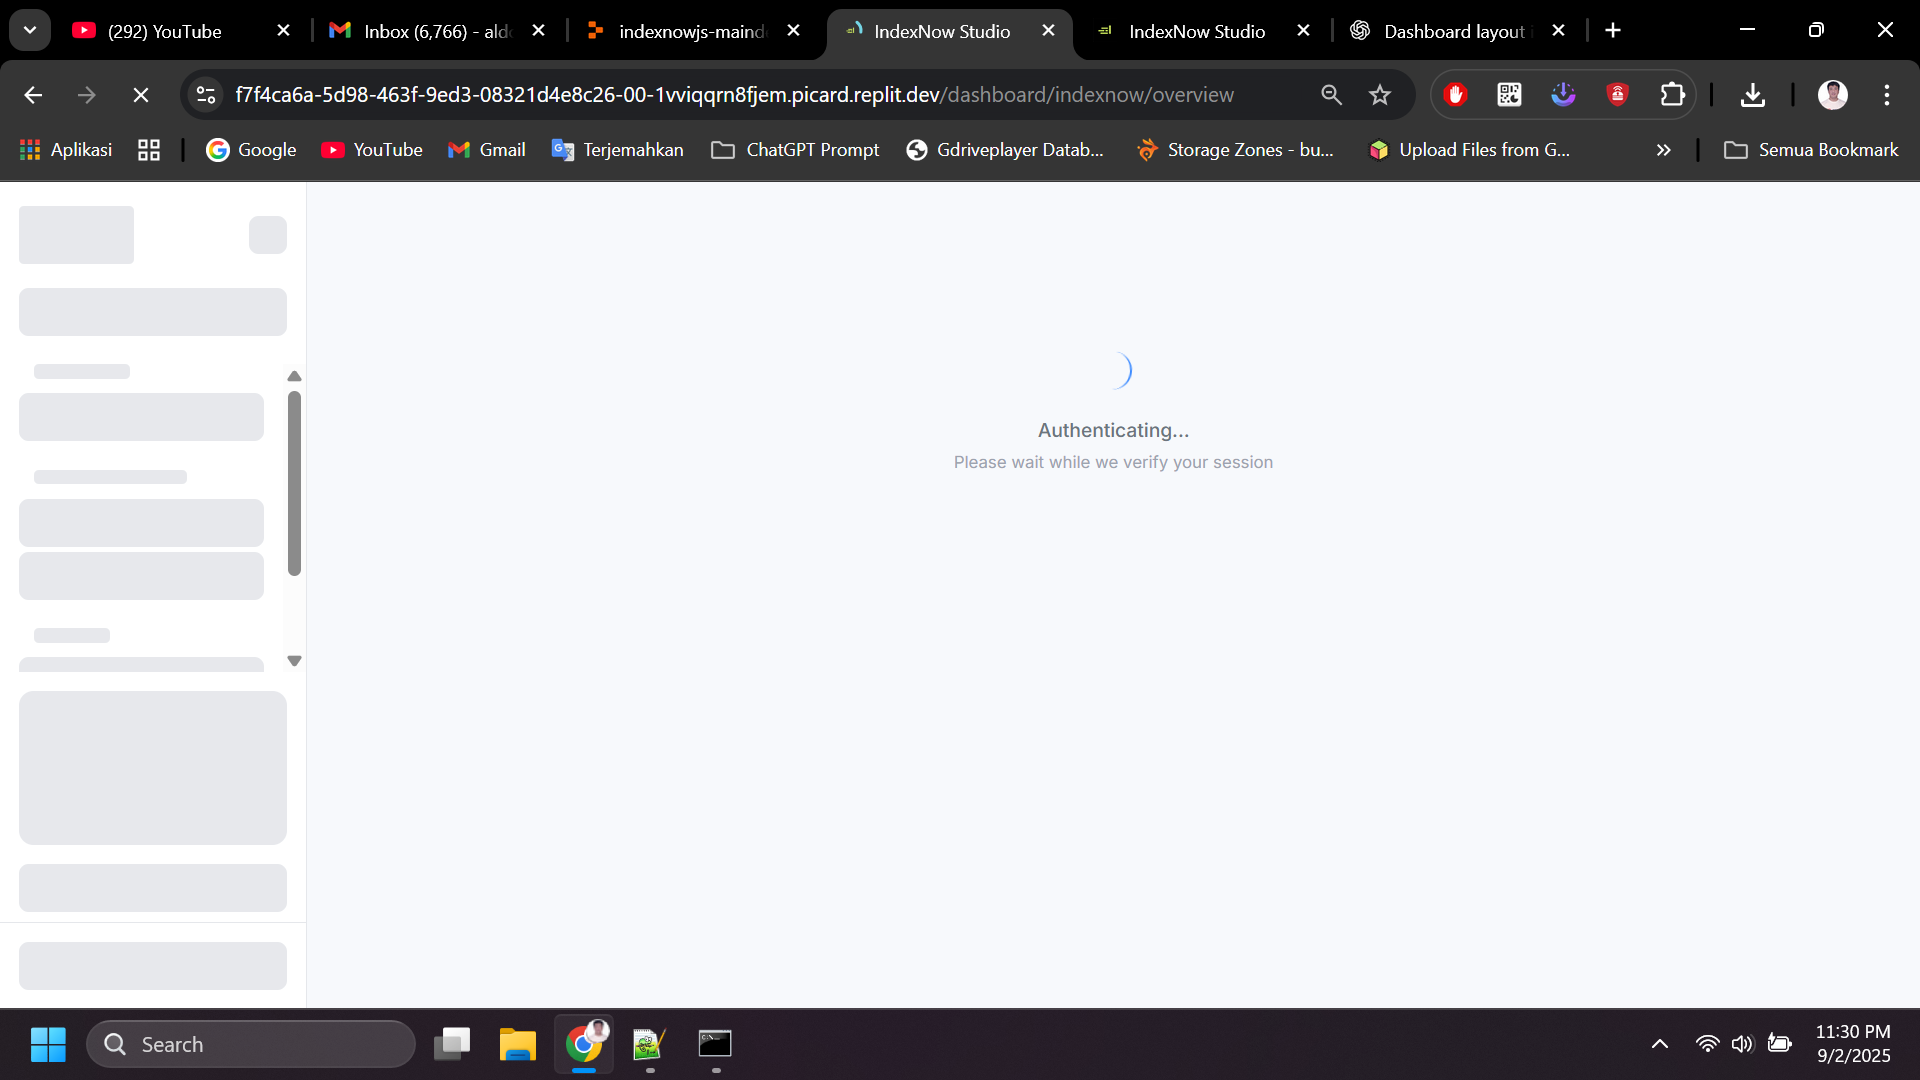 (292) YouTube
Inbox (6,766) - ald
indexnowjs-maind
IndexNow Studio
IndexNow Studio
Dashboard layout i
f7f4ca6a-5d98-463f-9ed3-08321d4e8c26-00-1vviqqrn8fjem.picard.replit.dev/dashboard/indexnow/overview
Aplikasi
Google
YouTube
Gmail
Terjemahkan
ChatGPT Prompt
Gdriveplayer Datab...
Storage Zones - bu...
Upload Files from G...
Semua Bookmark
Authenticating...
Please wait while we verify your session
Search
11:30 PM
9/2/2025